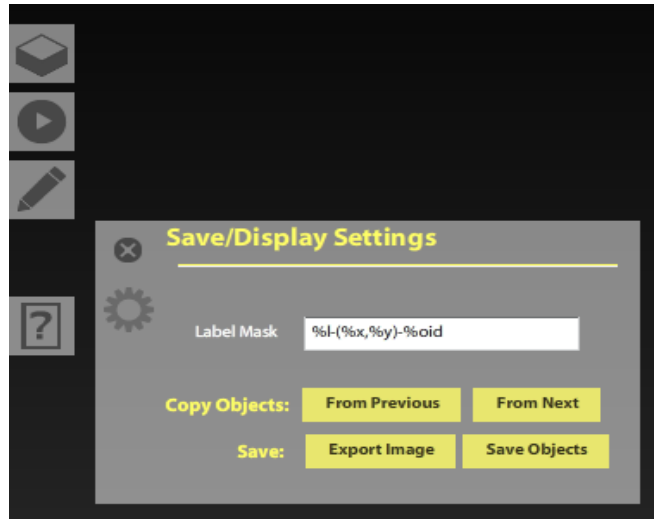 Save/Display Settings
?
Label Mask %l-(%x,%y)-%oid
Copy Objects: From Previous From Next
Save: Export Image Save Objects